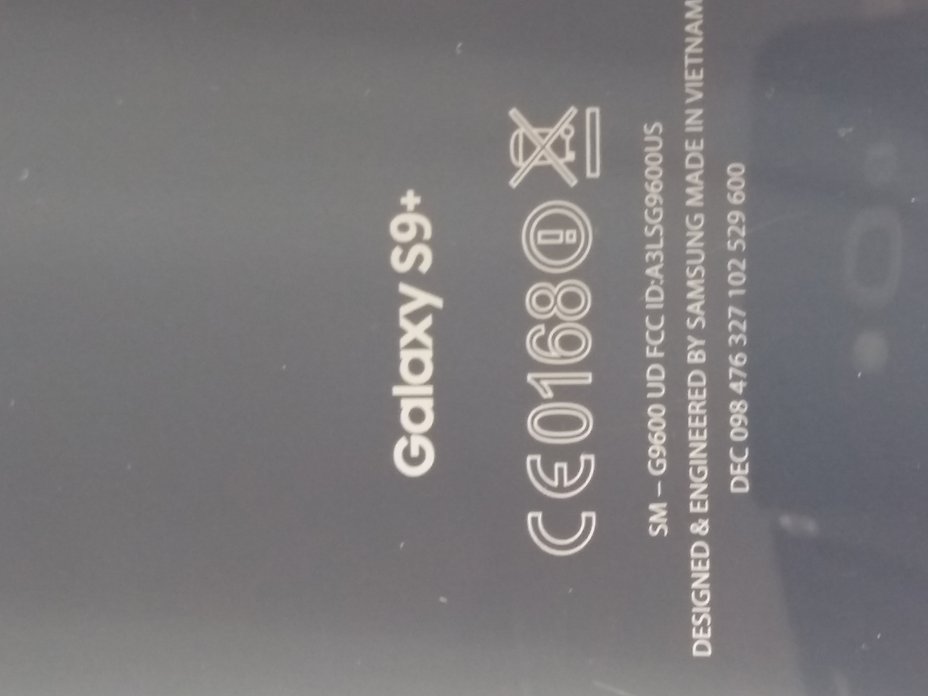 Galaxy S9+
CE0168
SM – G9600 UD FCC ID:A3LSG9600US
DESIGNED & ENGINEERED BY SAMSUNG MADE IN VIETNAM
DEC 098 476 327 102 529 600